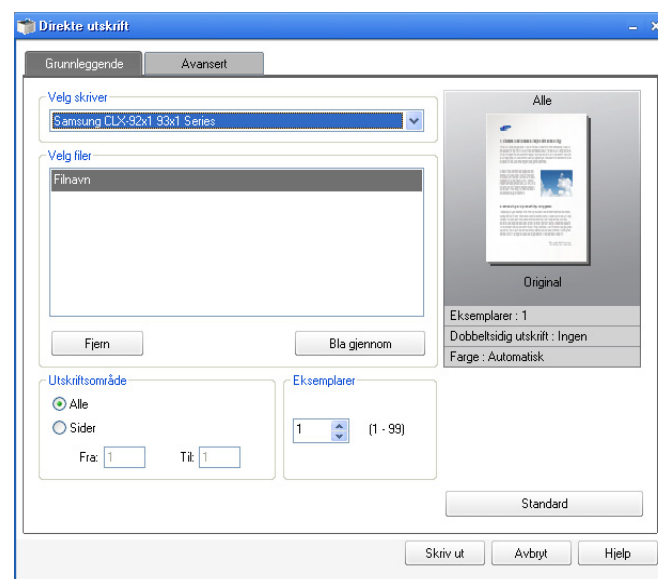 Direkte utskrift
Grunnleggende
Avansert
Velg skriver
Samsung CLX-92x1 93x1 Series
Velg filer
Filnavn
Fjern
Bla gjennom
Utskriftsområde
Alle
Sider
Fra: 1
Til: 1
Eksemplarer
1 (1 - 99)
Alle
Original
Eksemplarer : 1
Dobbeltsidig utskrift : Ingen
Farge : Automatisk
Standard
Skriv ut
Avbryt
Hjelp